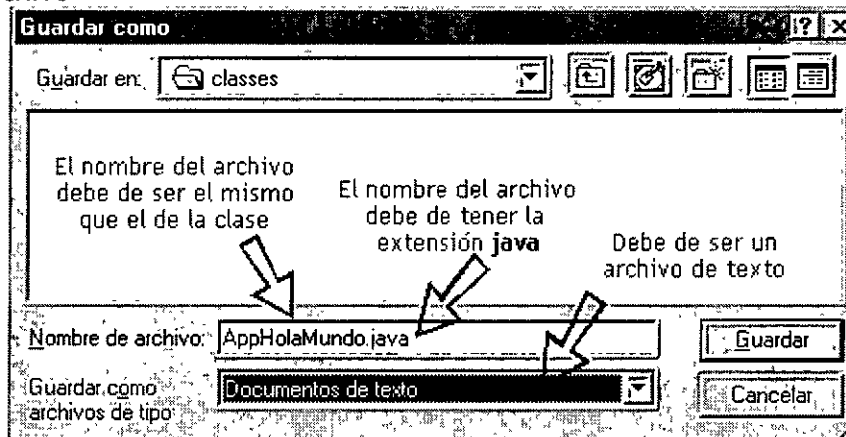 Guardar como
Guardar en: classes
El nombre del archivo
debe de ser el mismo
que el de la clase
El nombre del archivo
debe de tener la
extensión java
Debe de ser un
archivo de texto
Nombre de archivo: AppHolaMundo.java Guardar
Guardar como
archivos de tipo Documentos de texto Cancelar